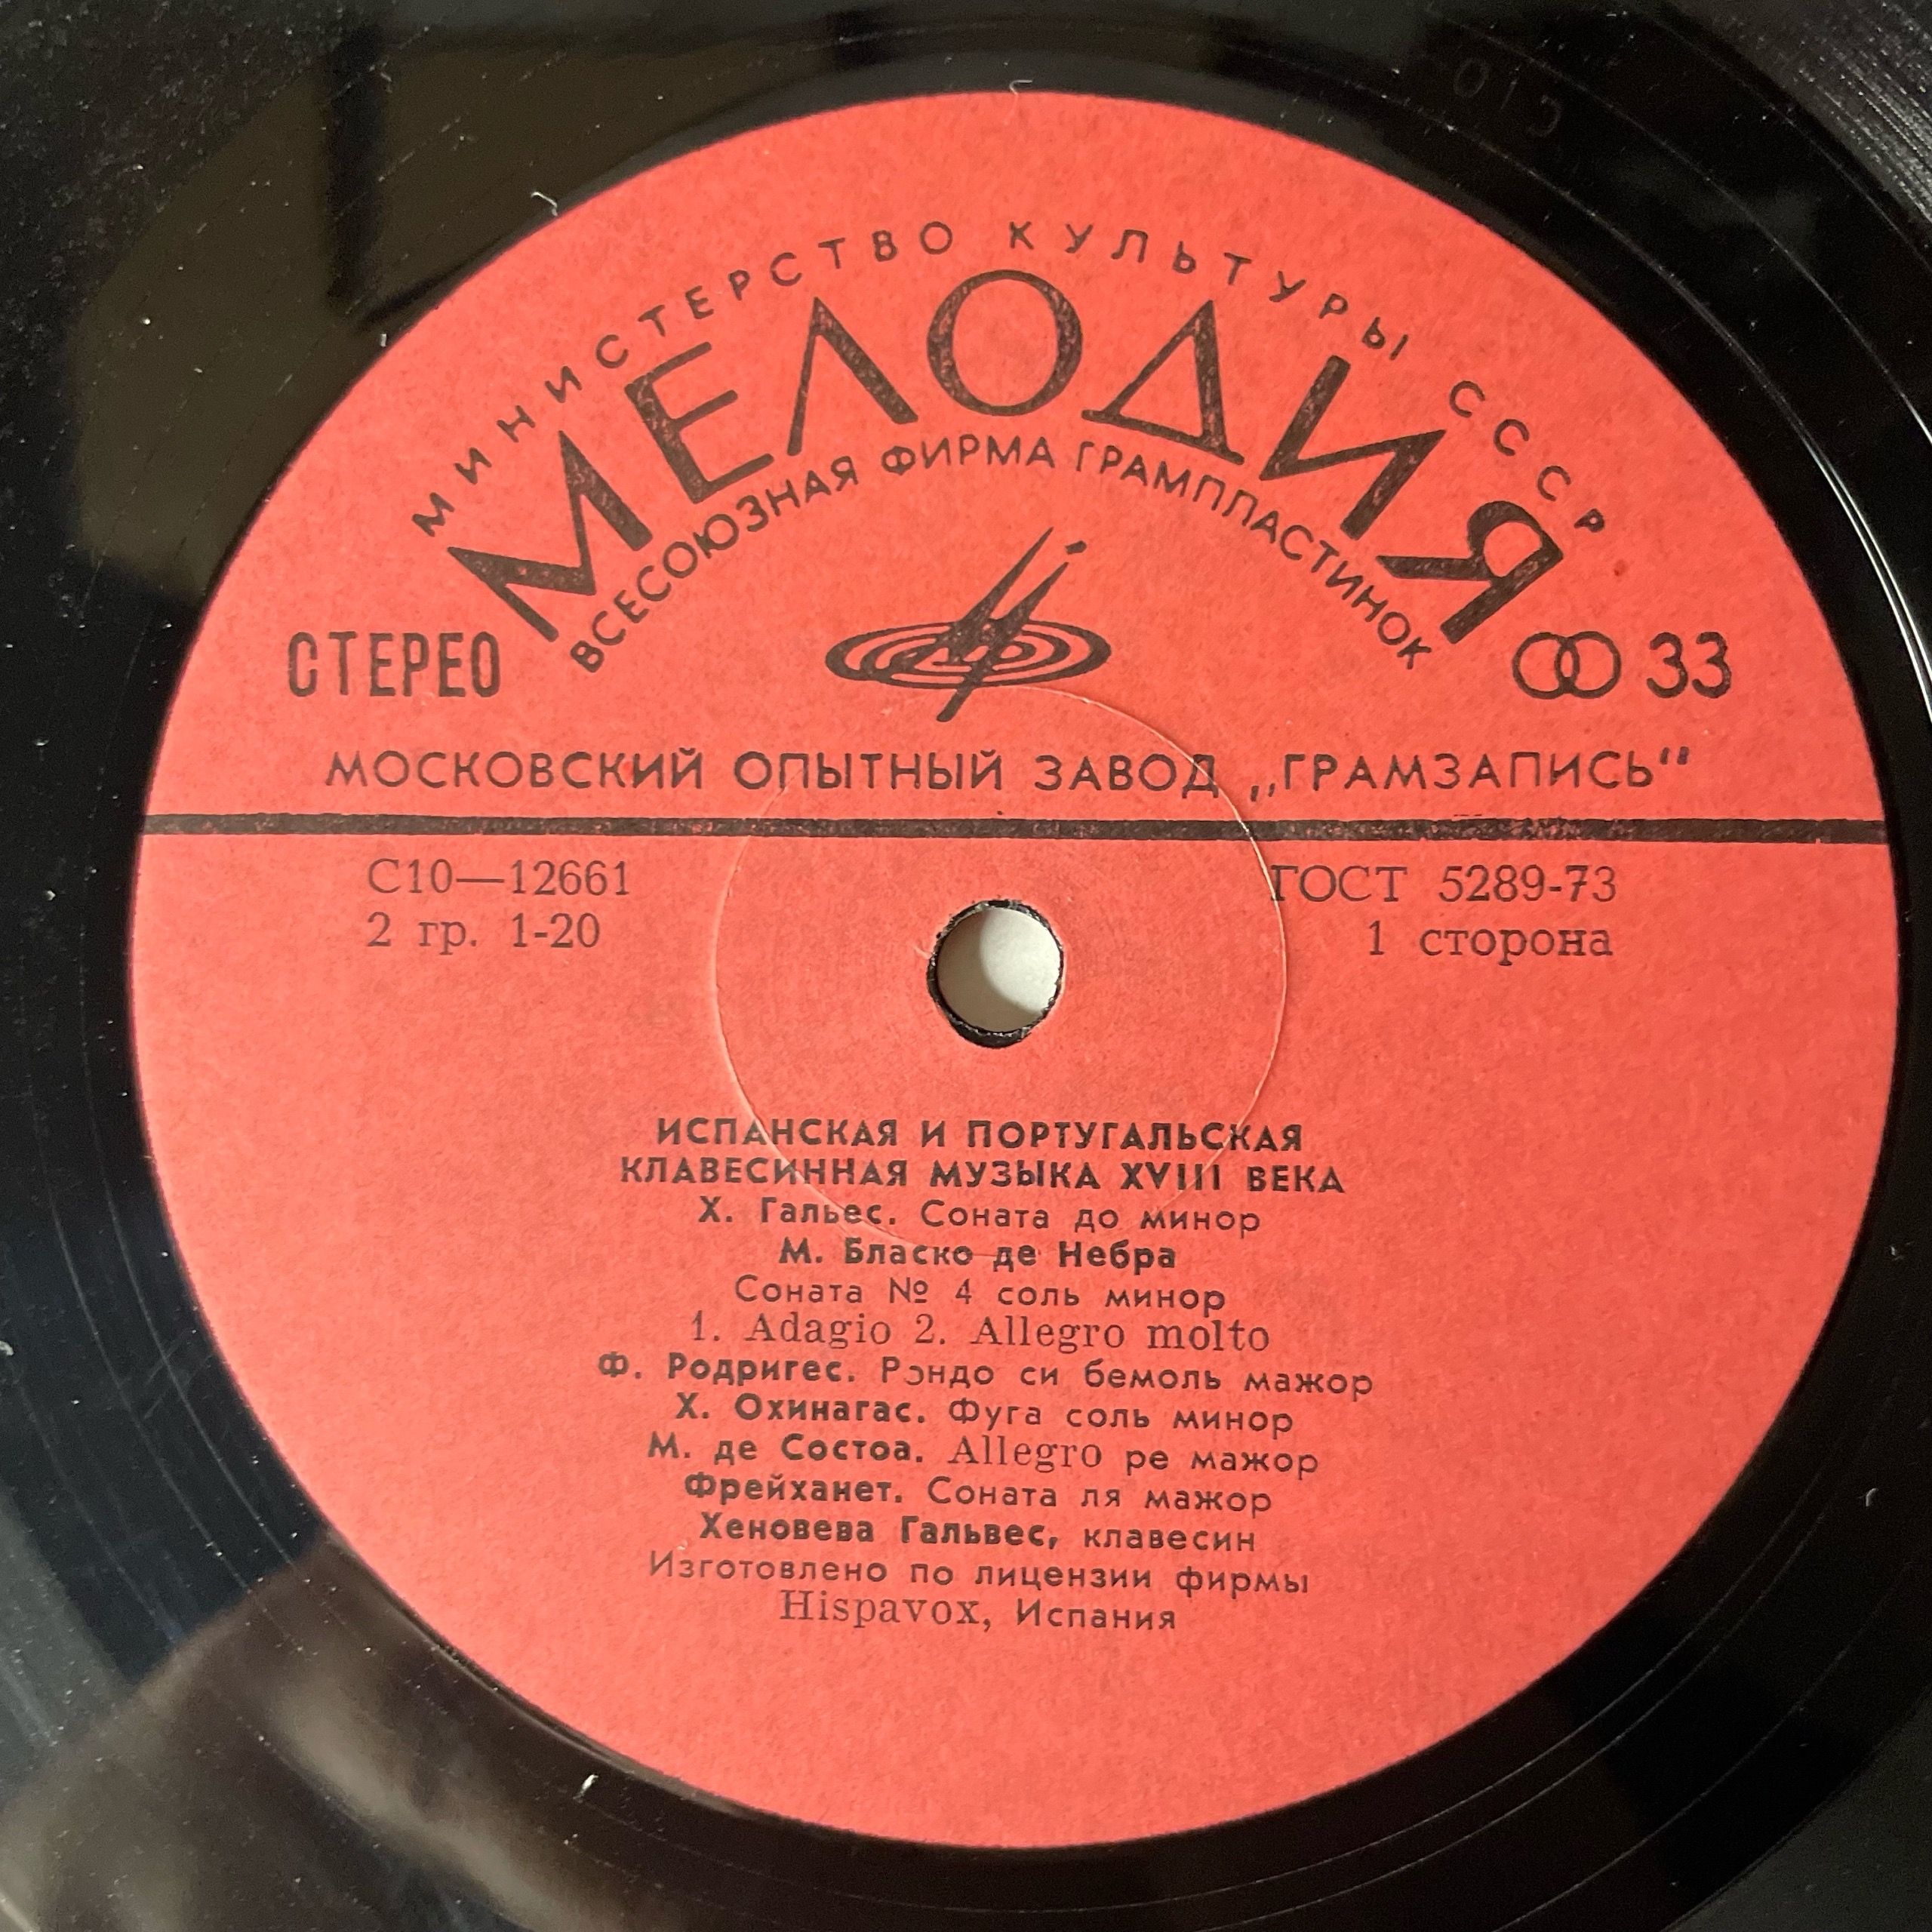 МИНИСТЕРСТВО КУЛЬТУРЫ СССР
МЕЛОДИЯ
ВСЕСОЮЗНАЯ ФИРМА ГРАМПЛАСТИНОК
СТЕРЕО
33
МОСКОВСКИЙ ОПЫТНЫЙ ЗАВОД „ГРАМЗАПИСЬ“
С10—12661 ГОСТ 5289-73
2 гр. 1-20 1 сторона
ИСПАНСКАЯ И ПОРТУГАЛЬСКАЯ
КЛАВЕСИННАЯ МУЗЫКА XVIII ВЕКА
Х. Гальес. Соната до минор
М. Бласко де Небра
Соната № 4 соль минор
1. Adagio 2. Allegro molto
Ф. Родригес. Рондо си бемоль мажор
Х. Охинагас. Фуга соль минор
М. де Состоа. Allegro ре мажор
Фрейханет. Соната ля мажор
Хеновева Гальвес, клавесин
Изготовлено по лицензии фирмы
Hispavox, Испания